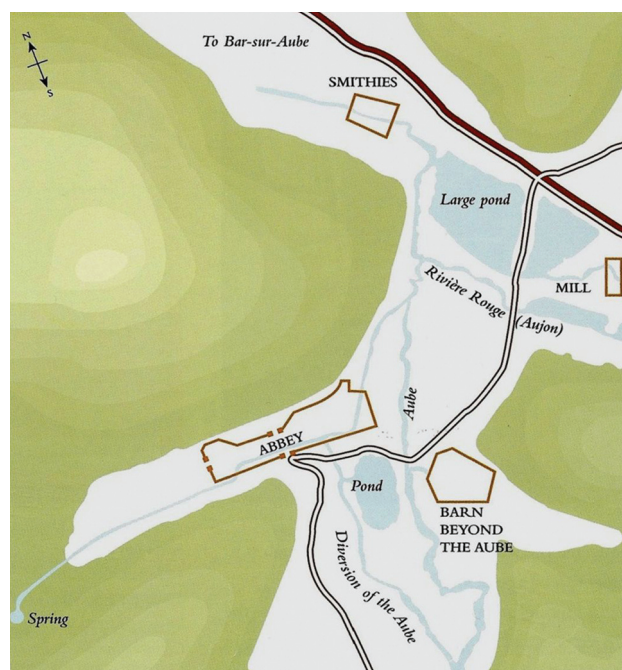 N
S
To Bar-sur-Aube
SMITHIES
Large pond
MILL
Rivière Rouge (Aujon)
Aube
ABBEY
Pond
BARN
BEYOND
THE AUBE
Diversion of the Aube
Spring